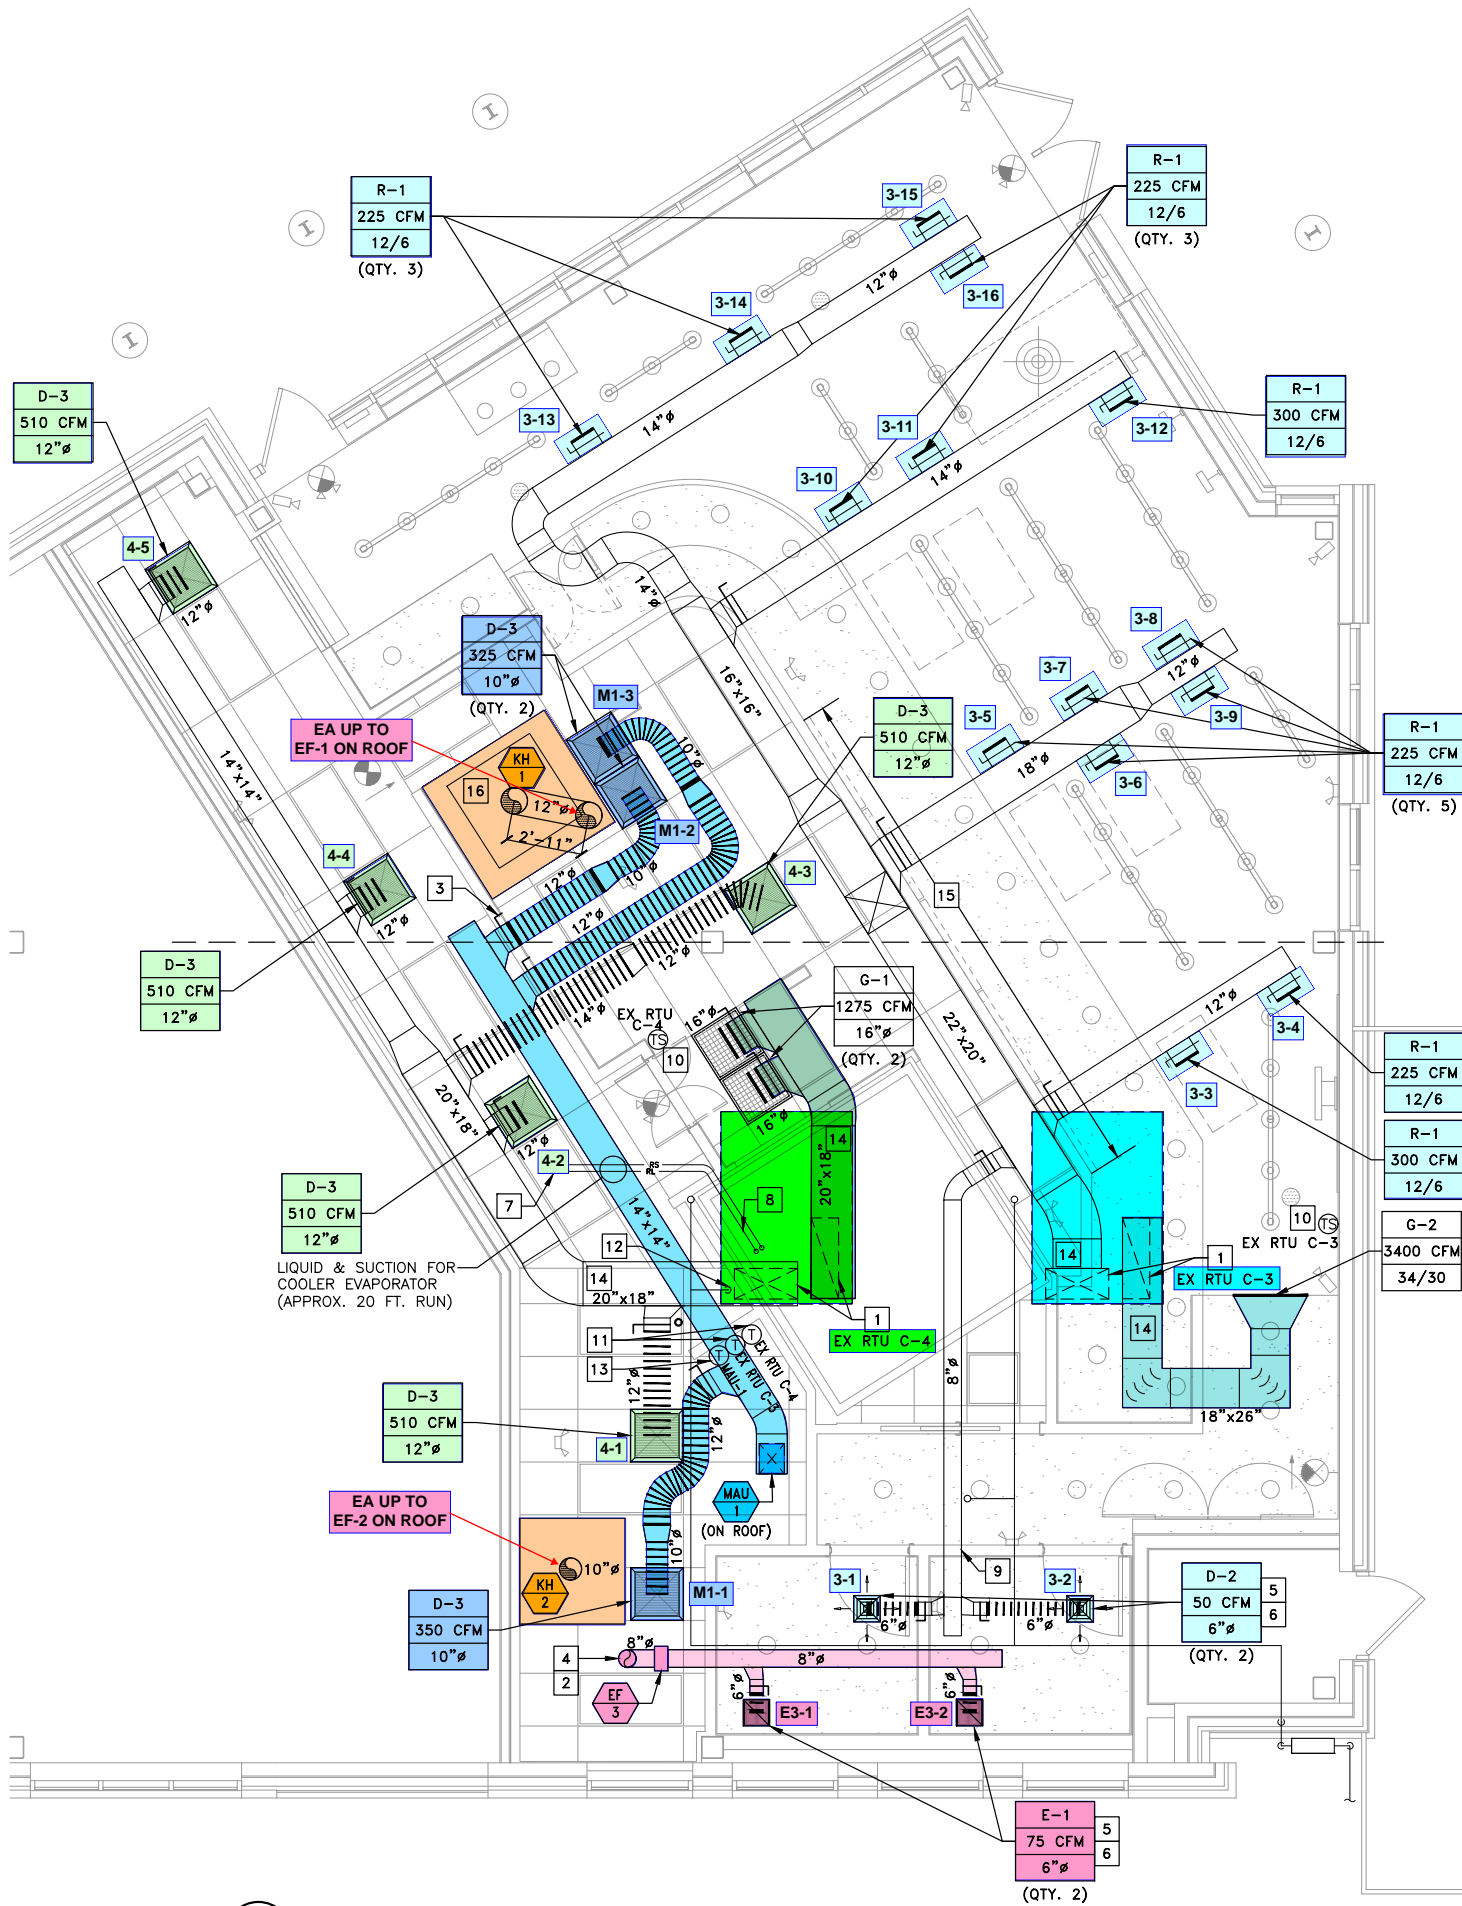 I
I
I
I
R-1
225 CFM
12/6
(QTY. 3)
3-15
R-1
225 CFM
12/6
(QTY. 3)
12"ø
3-16
3-14
D-3
510 CFM
12"ø
3-13
14"ø
3-11
3-12
R-1
300 CFM
12/6
3-10
14"ø
4-5
12"ø
14"ø
D-3
325 CFM
10"ø
(QTY. 2)
M1-3
16"x16"
3-8
12"ø
3-7
3-9
3-5
18"ø
3-6
R-1
225 CFM
12/6
(QTY. 5)
EA UP TO
EF-1 ON ROOF
D-3
510 CFM
12"ø
14"x14"
10"ø
KH
1
16
12"ø
2'-11"
M1-2
4-4
12"ø
3
12"ø
10"ø
4-3
15
12"ø
12"ø
D-3
510 CFM
12"ø
14"ø
EX RTU
C-4
TS
10
16"ø
G-1
1275 CFM
16"ø
(QTY. 2)
22"x20"
12"ø
3-4
3-3
R-1
225 CFM
12/6
R-1
300 CFM
12/6
20"x18"
12"ø
16"ø
14
20"x18"
4-2
RS
RL
7
8
14"x14"
D-3
510 CFM
12"ø
LIQUID & SUCTION FOR
COOLER EVAPORATOR
(APPROX. 20 FT. RUN)
12
14
20"x18"
1
EX RTU C-4
14
1
EX RTU C-3
10
TS
EX RTU C-3
G-2
3400 CFM
34/30
14
18"x26"
11
13
T
T
T
EX RTU C-4
EX RTU C-3
MAU-1
8"ø
12"ø
D-3
510 CFM
12"ø
4-1
12"ø
EA UP TO
EF-2 ON ROOF
MAU
1
(ON ROOF)
10"ø
10"ø
KH
2
M1-1
D-3
350 CFM
10"ø
9
3-1
3-2
6"ø
6"ø
D-2
50 CFM
6"ø
(QTY. 2)
5
6
4
2
8"ø
8"ø
EF
3
6"ø
6"ø
E3-1
E3-2
E-1
75 CFM
6"ø
(QTY. 2)
5
6